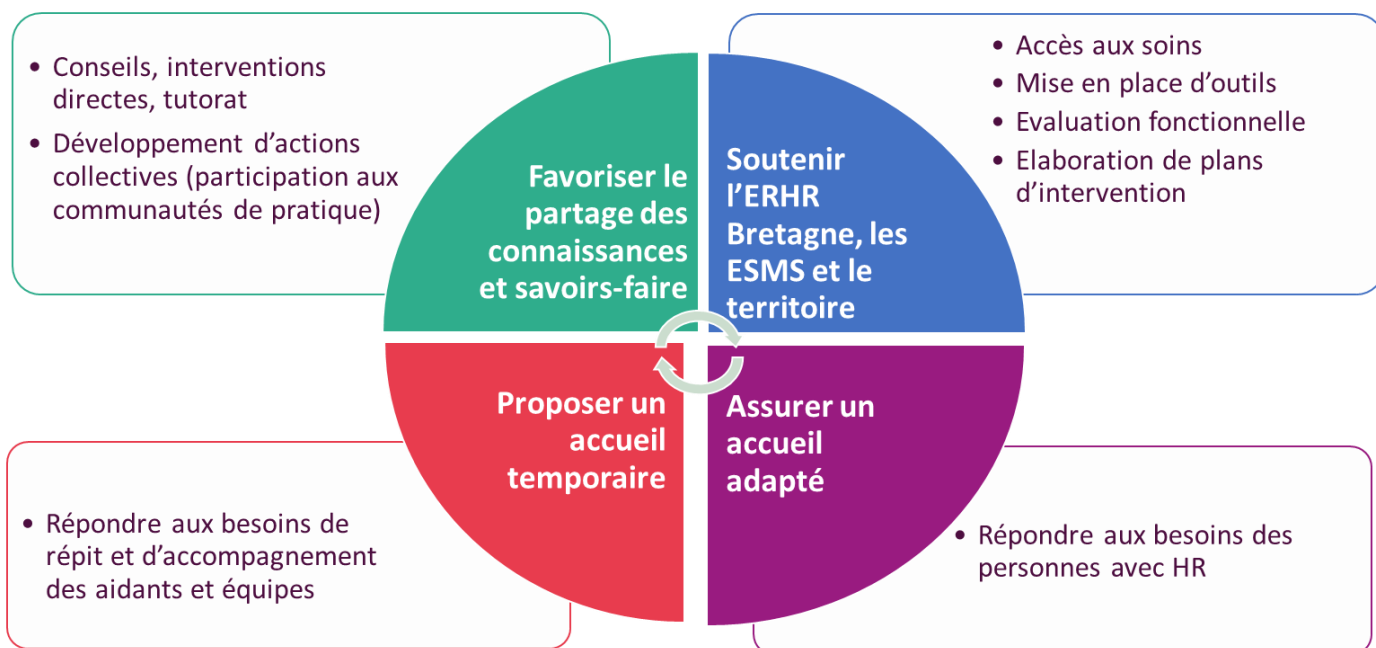 • Conseils, interventions
directes, tutorat
• Développement d'actions
collectives (participation aux
communautés de pratique)
Favoriser le
partage des
connaissances
et savoirs-faire
Soutenir
l'ERHR
Bretagne, les
ESMS et le
territoire
• Accès aux soins
• Mise en place d'outils
• Evaluation fonctionnelle
• Elaboration de plans
d'intervention
Proposer un
accueil
temporaire
• Répondre aux besoins de
répit et d'accompagnement
des aidants et équipes
Assurer un
accueil
adapté
• Répondre aux besoins des
personnes avec HR